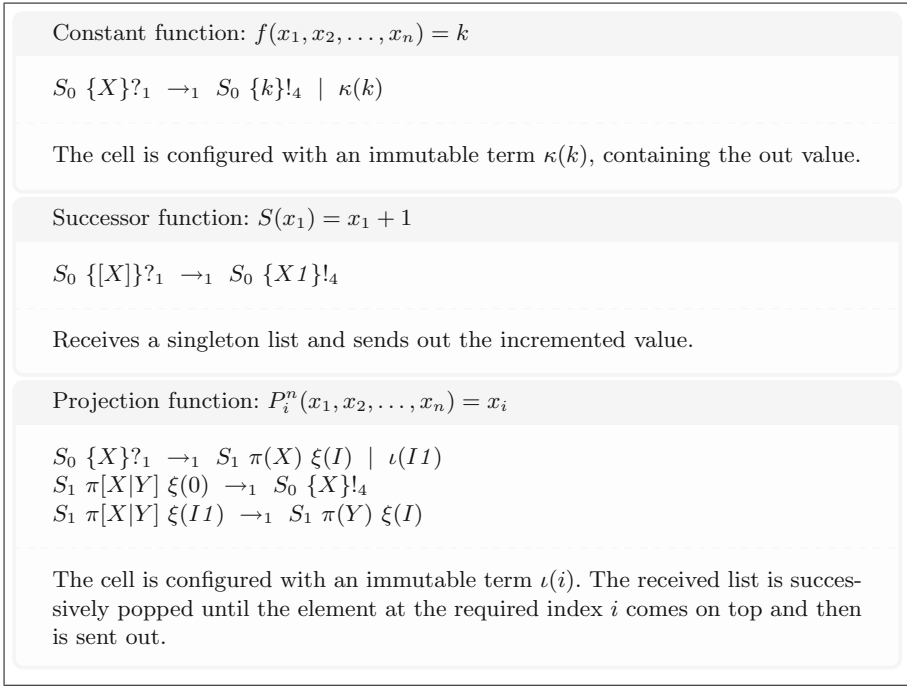 Constant function: f(x₁, x₂, . . . , xₙ) = k
S₀ {X}?₁ →₁ S₀ {k}!₄ | κ(k)
The cell is configured with an immutable term κ(k), containing the out value.
Successor function: S(x₁) = x₁ + 1
S₀ {[X]}?₁ →₁ S₀ {X1}!₄
Receives a singleton list and sends out the incremented value.
Projection function: Pᵢⁿ(x₁, x₂, . . . , xₙ) = xᵢ
S₀ {X}?₁ →₁ S₁ π(X) ξ(I) | ι(I1)
S₁ π[X|Y] ξ(0) →₁ S₀ {X}!₄
S₁ π[X|Y] ξ(I1) →₁ S₁ π(Y) ξ(I)
The cell is configured with an immutable term ι(i). The received list is succes-
sively popped until the element at the required index i comes on top and then
is sent out.